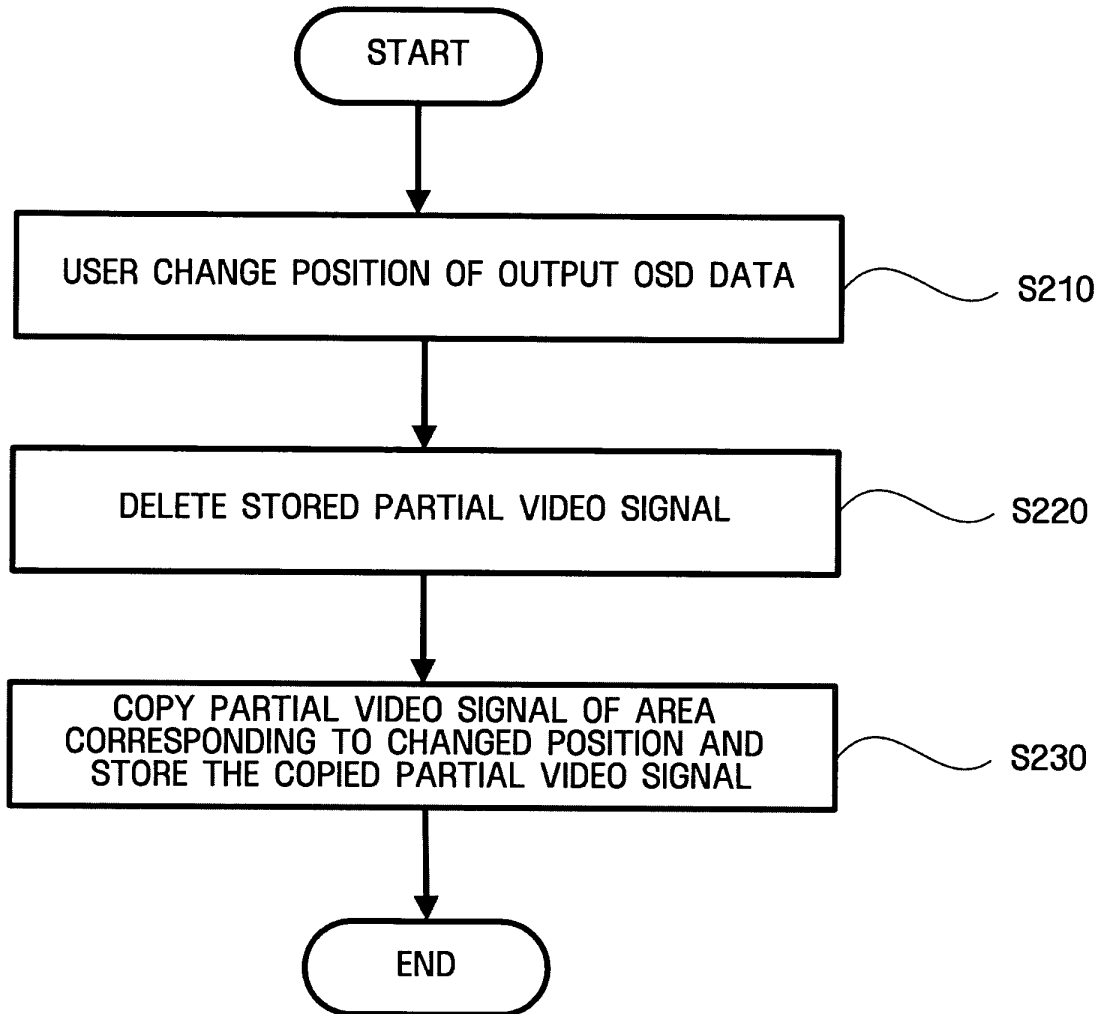 START
USER CHANGE POSITION OF OUTPUT OSD DATA
S210
DELETE STORED PARTIAL VIDEO SIGNAL
S220
COPY PARTIAL VIDEO SIGNAL OF AREA
CORRESPONDING TO CHANGED POSITION AND
STORE THE COPIED PARTIAL VIDEO SIGNAL
S230
END